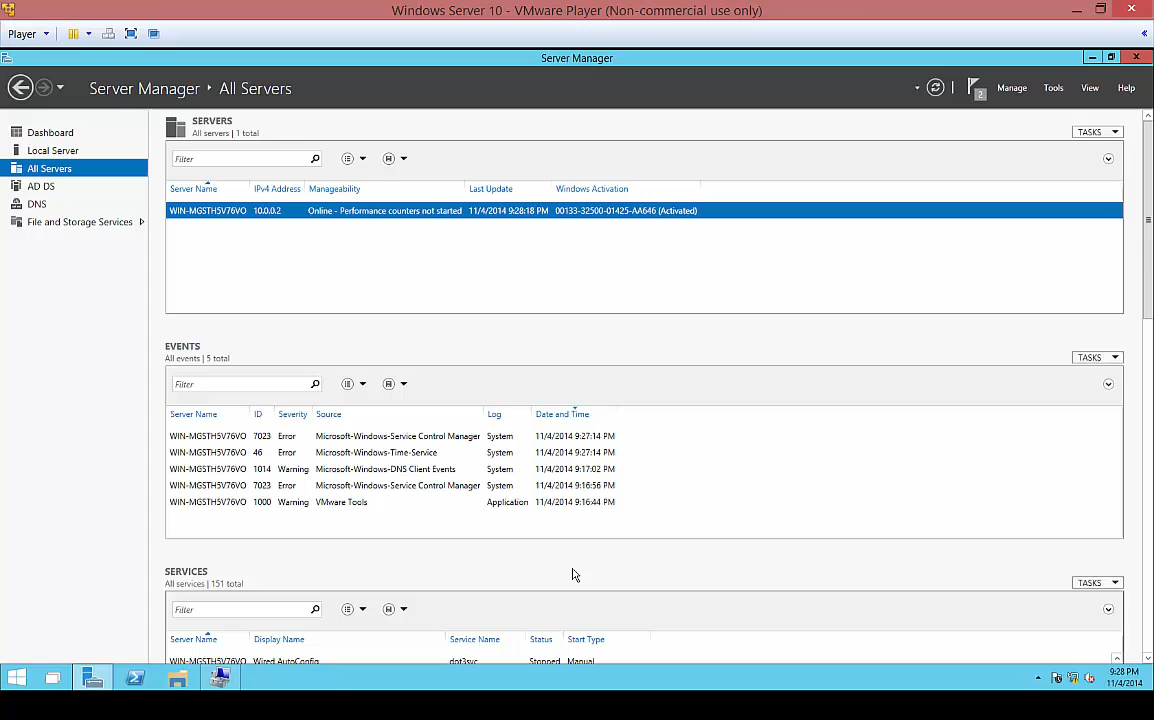 Windows Server 10 - VMware Player (Non-commercial use only)
Player
Server Manager
Server Manager All Servers
2 Manage Tools View Help
Dashboard
Local Server
All Servers
AD DS
DNS
File and Storage Services
SERVERS
All servers | 1 total
TASKS
Filter
Server Name IPv4 Address Manageability Last Update Windows Activation
WIN-MGSTH5V76VO 10.0.0.2 Online - Performance counters not started 11/4/2014 9:28:18 PM 00133-32500-01425-AA646 (Activated)
EVENTS
All events | 5 total
TASKS
Filter
Server Name ID Severity Source Log Date and Time
WIN-MGSTH5V76VO 7023 Error Microsoft-Windows-Service Control Manager System 11/4/2014 9:27:14 PM
WIN-MGSTH5V76VO 46 Error Microsoft-Windows-Time-Service System 11/4/2014 9:27:14 PM
WIN-MGSTH5V76VO 1014 Warning Microsoft-Windows-DNS Client Events System 11/4/2014 9:17:02 PM
WIN-MGSTH5V76VO 7023 Error Microsoft-Windows-Service Control Manager System 11/4/2014 9:16:56 PM
WIN-MGSTH5V76VO 1000 Warning VMware Tools Application 11/4/2014 9:16:44 PM
SERVICES
All services | 151 total
TASKS
Filter
Server Name Display Name Service Name Status Start Type
WIN-MGSTH5V76VO Wired AutoConfig dot3svc Stopped Manual
9:28 PM
11/4/2014